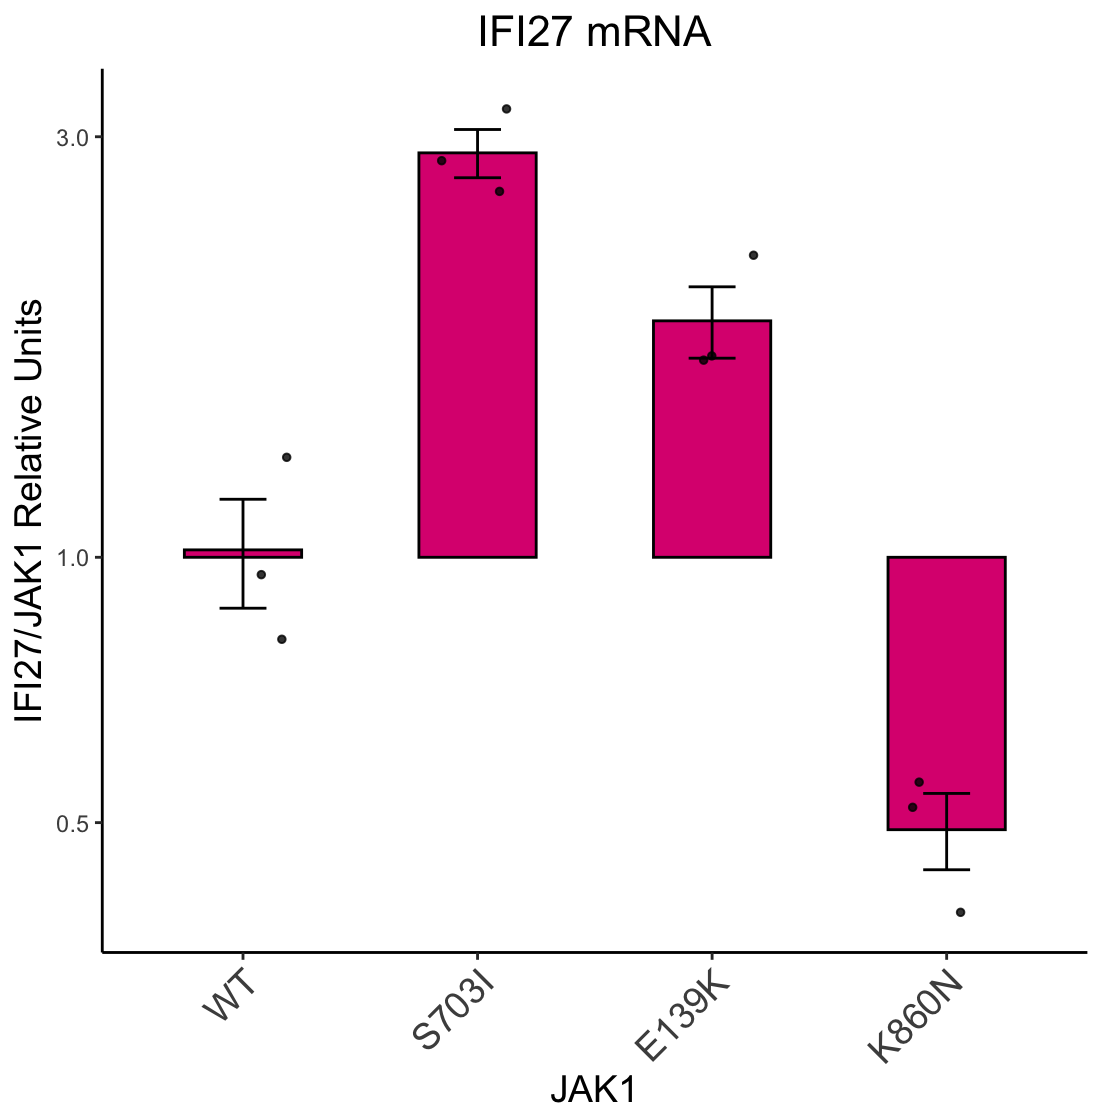 IFI27 mRNA
IFI27/JAK1 Relative Units
3.0
1.0
0.5
WT
S703I
E139K
K860N
JAK1